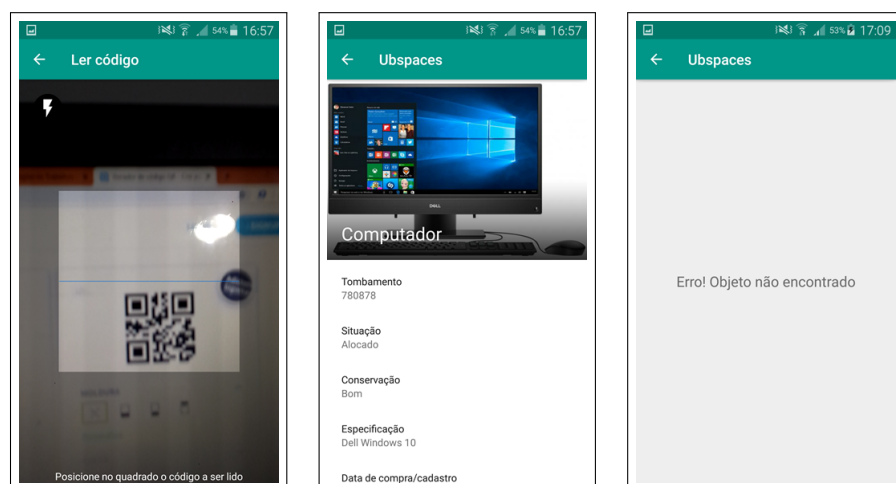 54% 16:57
Ler código
Posicione no quadrado o código a ser lido
54% 16:57
Ubspaces
DELL
Computador
Tombamento
780878
Situação
Alocado
Conservação
Bom
Especificação
Dell Windows 10
Data de compra/cadastro
53% 17:09
Ubspaces
Erro! Objeto não encontrado